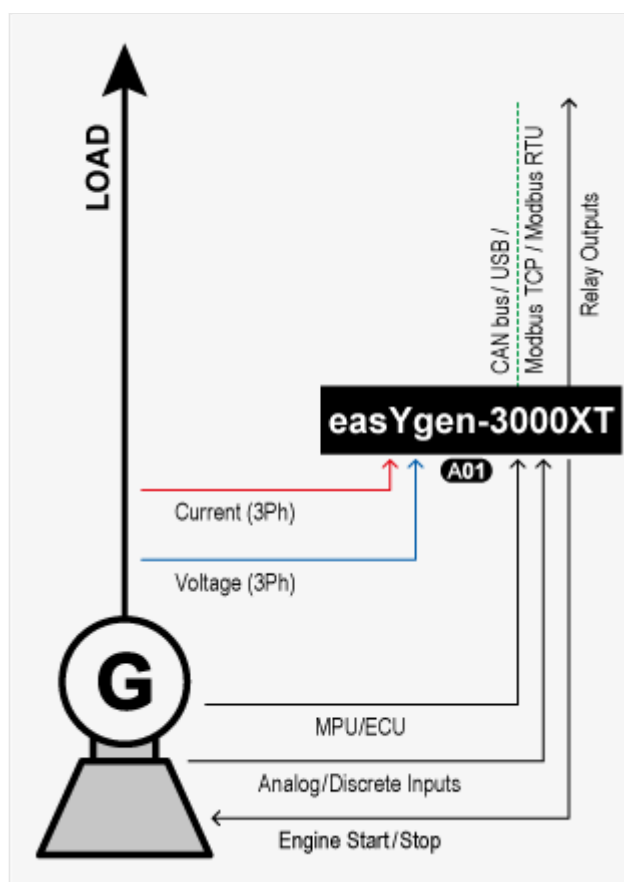 LOAD
CAN bus/ USB /
Modbus TCP / Modbus RTU
Relay Outputs
easYgen-3000XT
A01
Current (3Ph)
Voltage (3Ph)
G
MPU/ECU
Analog/Discrete Inputs
Engine Start/Stop